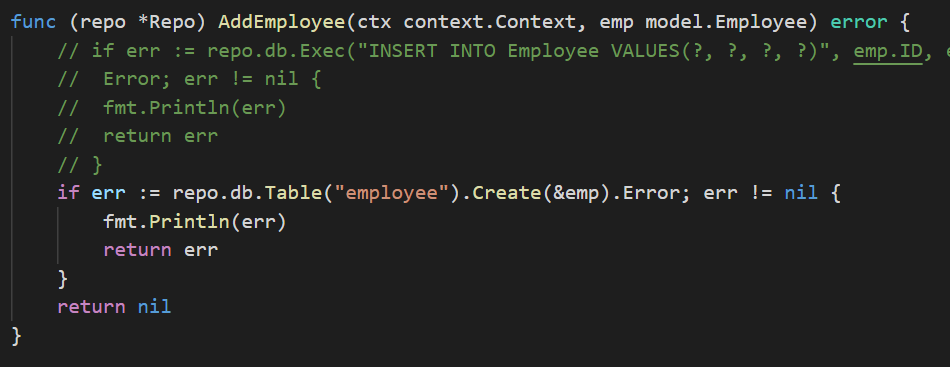 func (repo *Repo) AddEmployee(ctx context.Context, emp model.Employee) error {
// if err := repo.db.Exec("INSERT INTO Employee VALUES(?, ?, ?, ?)", emp.ID,
//  Error; err != nil {
//  fmt.Println(err)
//  return err
// }
if err := repo.db.Table("employee").Create(&emp).Error; err != nil {
fmt.Println(err)
return err
}
return nil
}